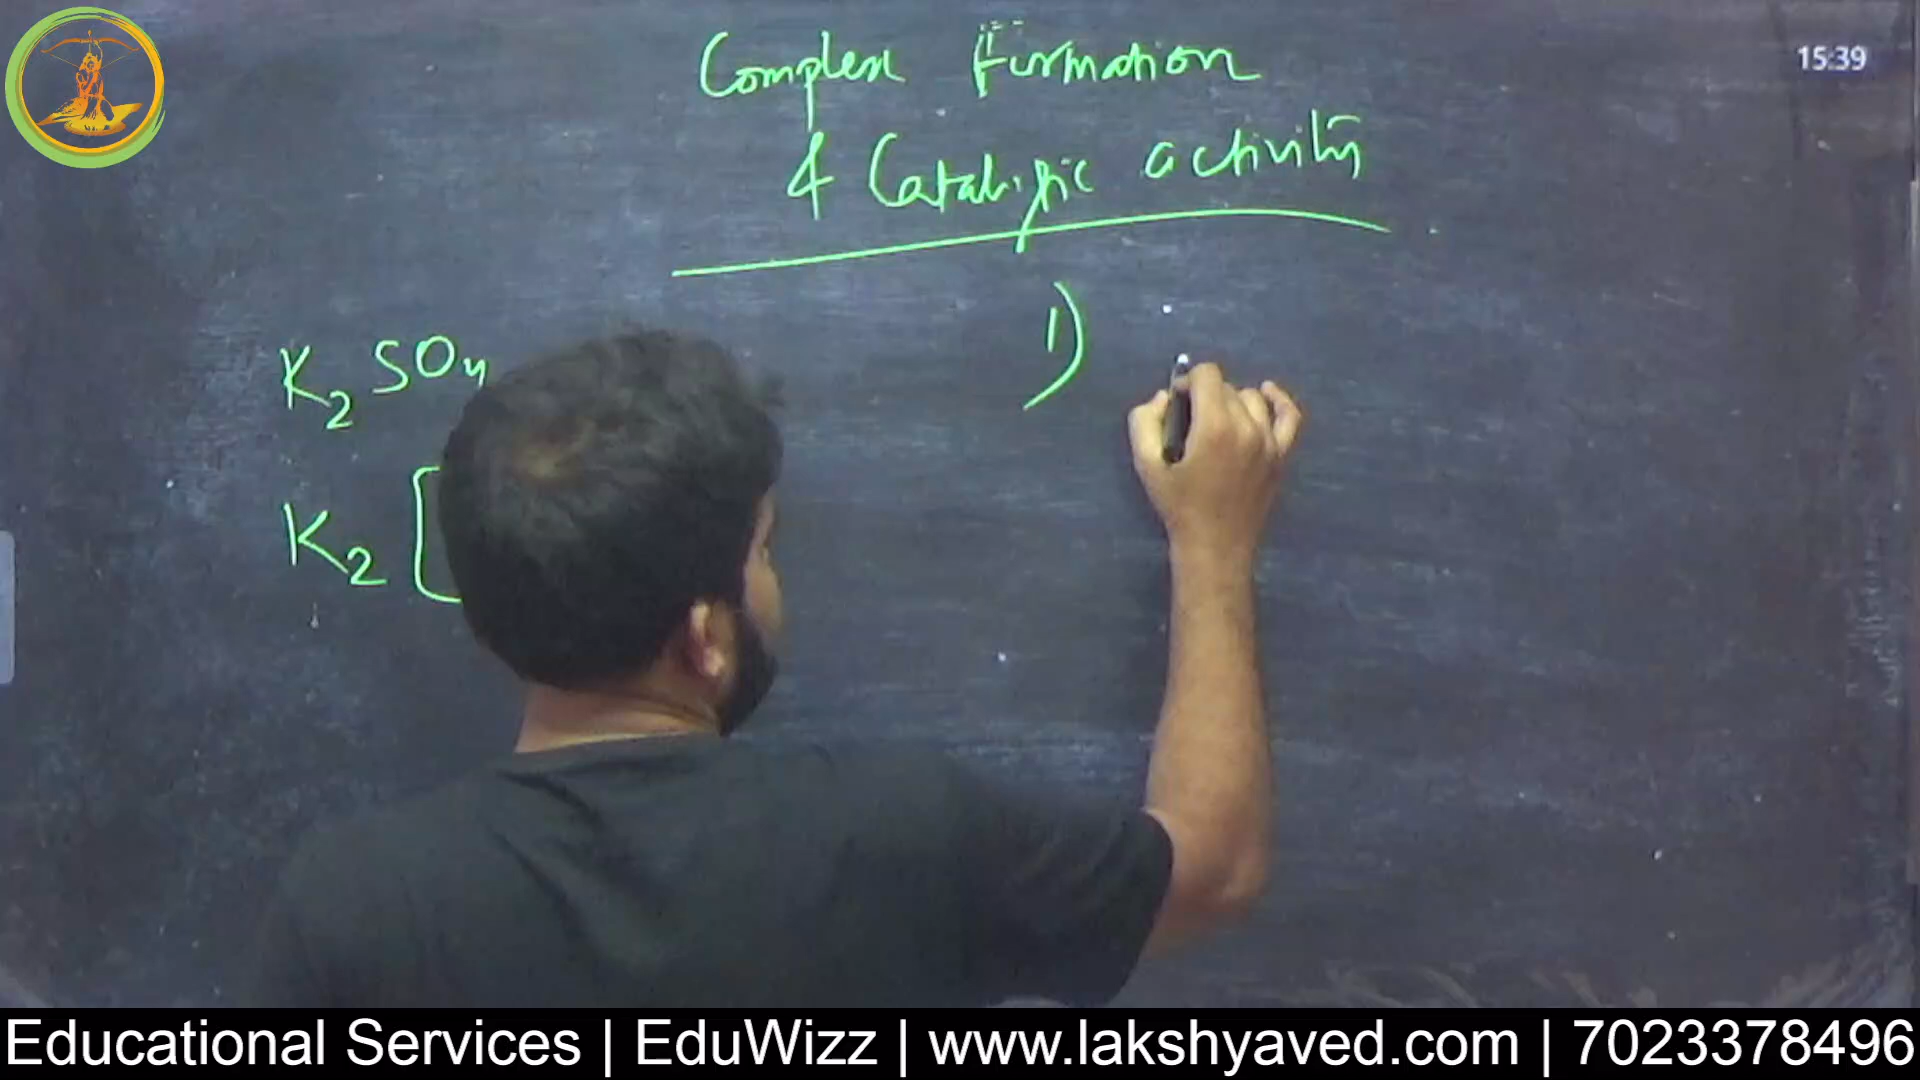 Complex Formation
15:39
& Catalytic activity
1)
K2SO4
K2 [
Educational Services | EduWizz | www.lakshyaved.com | 7023378496